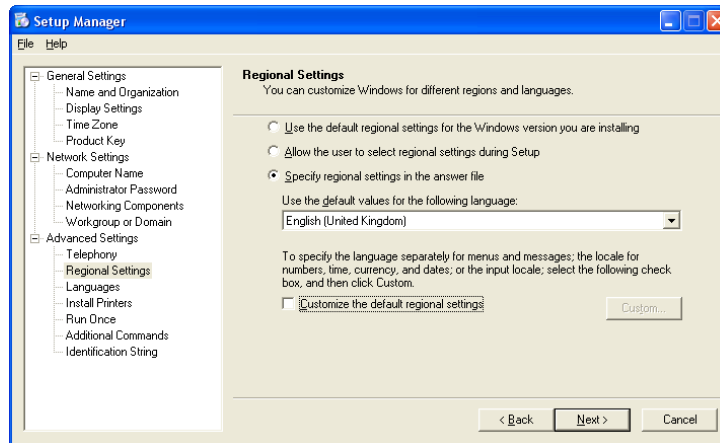 Setup Manager
File Help
General Settings
Name and Organization
Display Settings
Time Zone
Product Key
Network Settings
Computer Name
Administrator Password
Networking Components
Workgroup or Domain
Advanced Settings
Telephony
Regional Settings
Languages
Install Printers
Run Once
Additional Commands
Identification String
Regional Settings
You can customize Windows for different regions and languages.
Use the default regional settings for the Windows version you are installing
Allow the user to select regional settings during Setup
Specify regional settings in the answer file
Use the default values for the following language:
English (United Kingdom)
To specify the language separately for menus and messages; the locale for
numbers, time, currency, and dates; or the input locale; select the following check
box, and then click Custom.
Customize the default regional settings
Custom...
< Back Next > Cancel